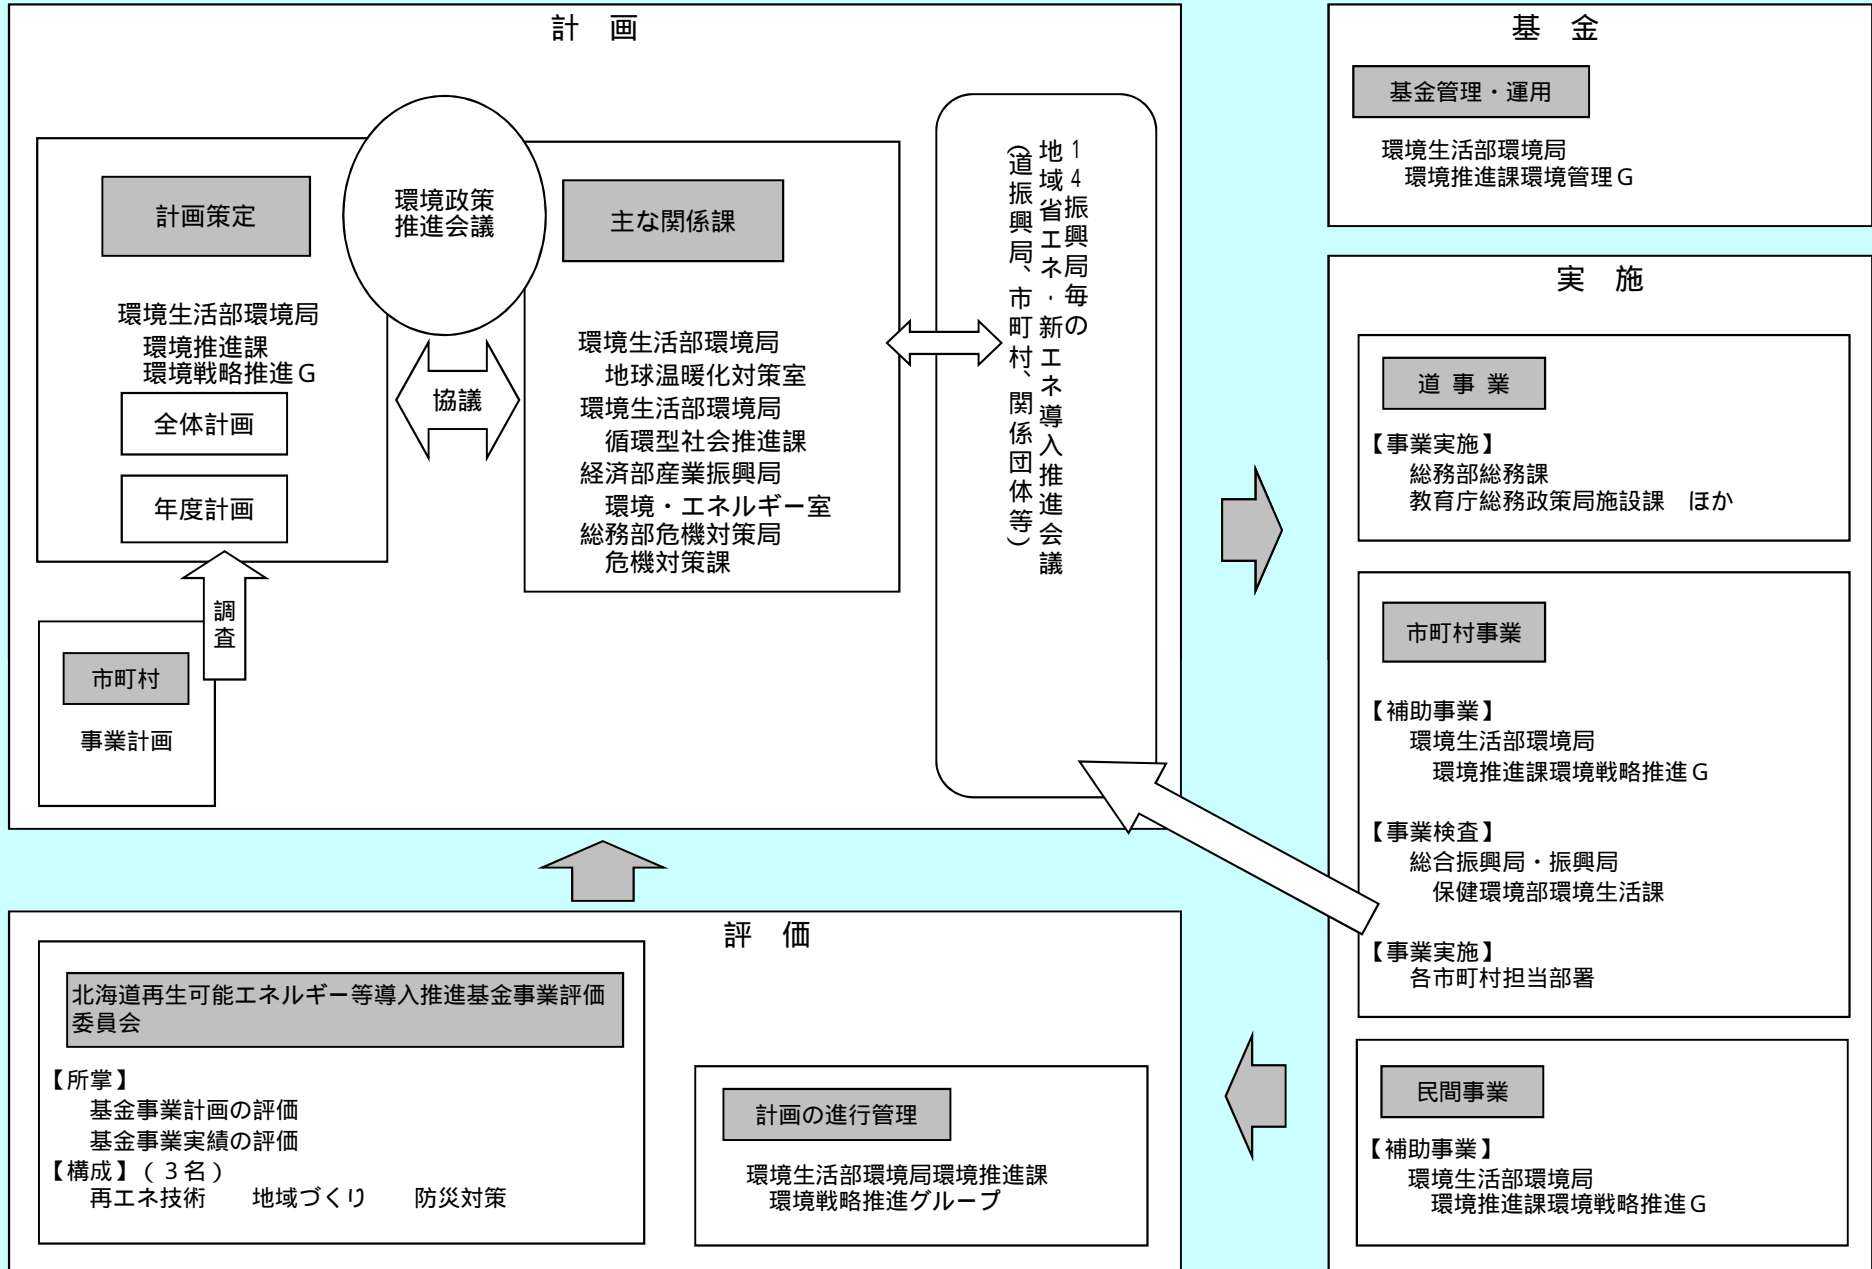 計　画
計画策定
環境生活部環境局
環境推進課
環境戦略推進Ｇ
全体計画
年度計画
調査
市町村
事業計画
環境政策
推進会議
協議
主な関係課
環境生活部環境局
地球温暖化対策室
環境生活部環境局
循環型社会推進課
経済部産業振興局
環境・エネルギー室
総務部危機対策局
危機対策課
14振興局毎の
地域省エネ・新エネ導入推進会議
（道振興局、市町村、関係団体等）
基　金
基金管理・運用
環境生活部環境局
環境推進課環境管理Ｇ
実　施
道 事 業
【事業実施】
総務部総務課
教育庁総務政策局施設課　ほか
市町村事業
【補助事業】
環境生活部環境局
環境推進課環境戦略推進Ｇ
【事業検査】
総合振興局・振興局
保健環境部環境生活課
【事業実施】
各市町村担当部署
民間事業
【補助事業】
環境生活部環境局
環境推進課環境戦略推進Ｇ
評　価
北海道再生可能エネルギー等導入推進基金事業評価
委員会
【所掌】
基金事業計画の評価
基金事業実績の評価
【構成】（３名）
再エネ技術　　地域づくり　　防災対策
計画の進行管理
環境生活部環境局環境推進課
環境戦略推進グループ